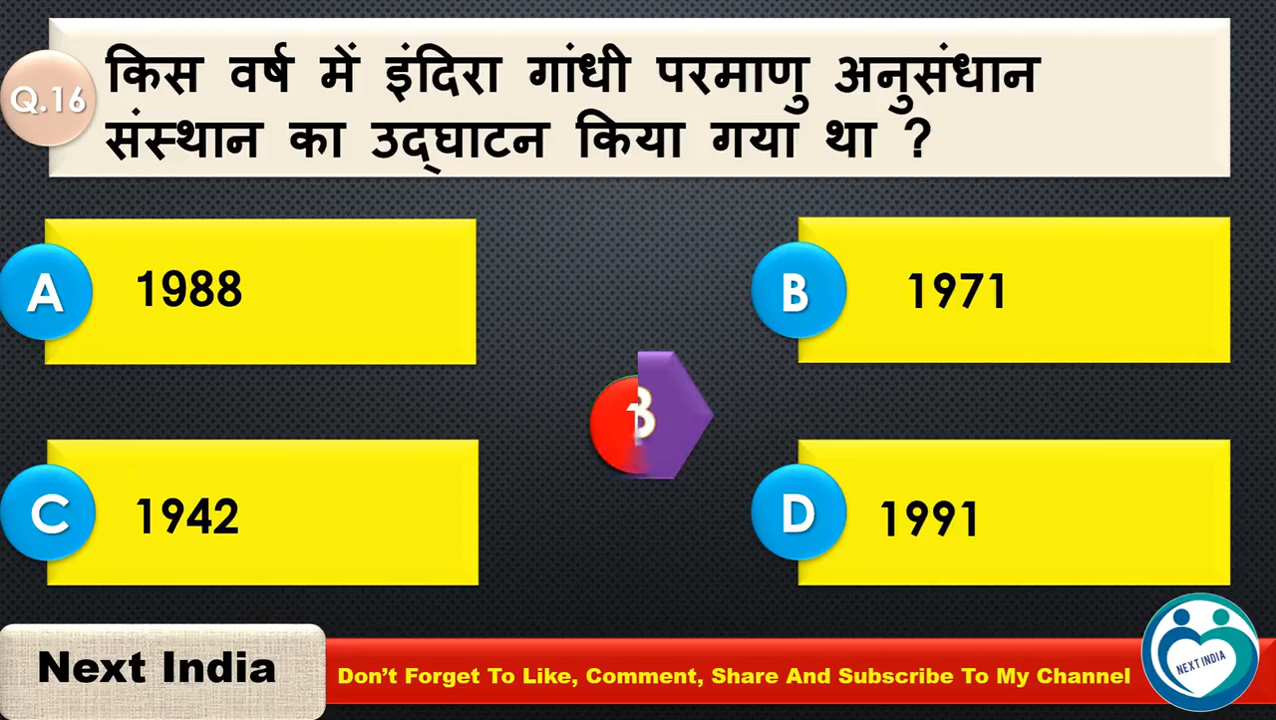 Q.16
किस वर्ष में इंदिरा गांधी परमाणु अनुसंधान
संस्थान का उद्घाटन किया गया था ?
A 1988
B 1971
C 1942
D 1991
Next India
Don't Forget To Like, Comment, Share And Subscribe To My Channel
NEXT INDIA